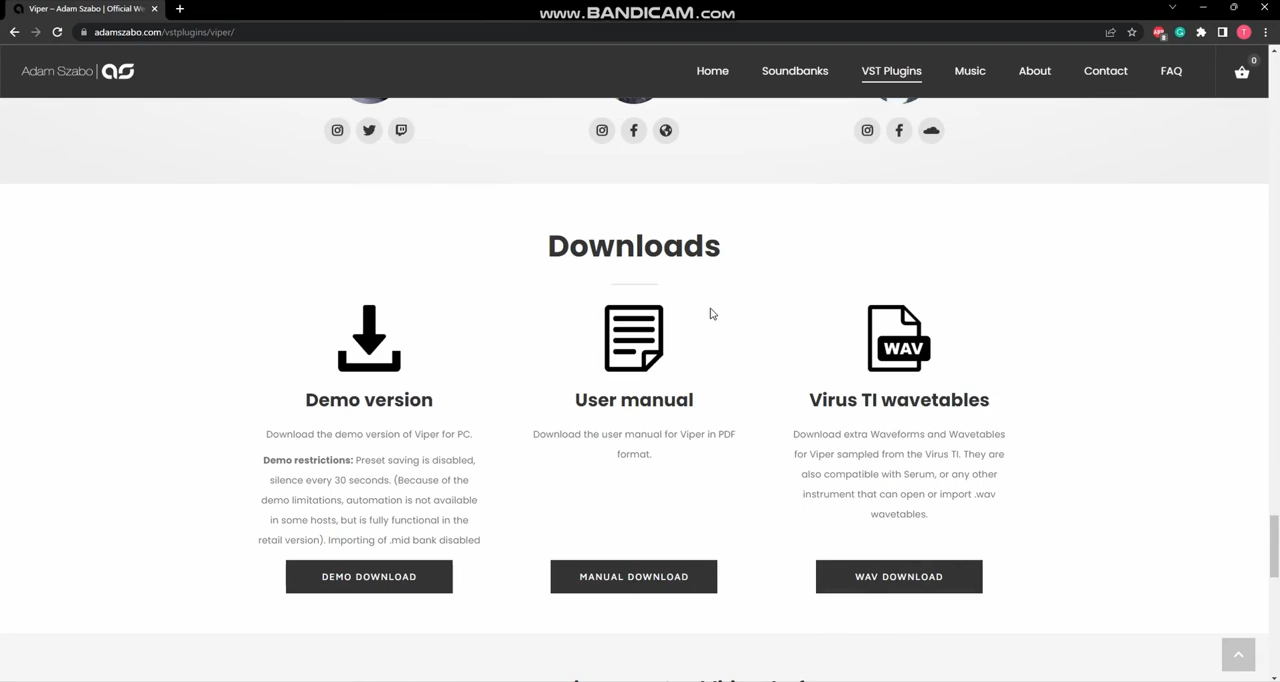 Viper – Adam Szabo | Official We
www.BANDICAM.com
adamszabo.com/vstplugins/viper/
Adam Szabo
Home Soundbanks VST Plugins Music About Contact FAQ 0
Downloads
WAV
Demo version
User manual
Virus TI wavetables
Download the demo version of Viper for PC.
Demo restrictions: Preset saving is disabled,
silence every 30 seconds. (Because of the
demo limitations, automation is not available
in some hosts, but is fully functional in the
retail version). Importing of .mid bank disabled
Download the user manual for Viper in PDF
format.
Download extra Waveforms and Wavetables
for Viper sampled from the Virus TI. They are
also compatible with Serum, or any other
instrument that can open or import .wav
wavetables.
DEMO DOWNLOAD
MANUAL DOWNLOAD
WAV DOWNLOAD